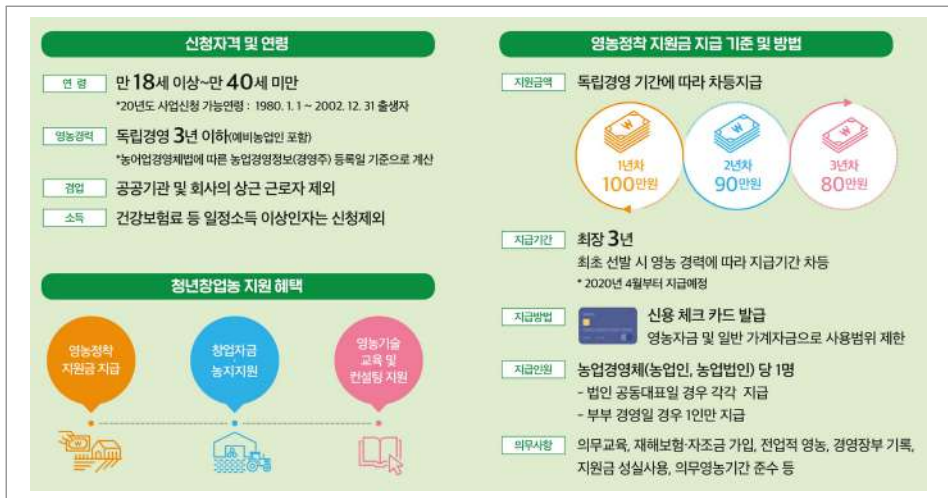 신청자격 및 연령
연 령 만 18세 이상~만 40세 미만
*20년도 사업신청 가능연령 : 1980. 1. 1 ~ 2002. 12. 31 출생자
영농경력 독립경영 3년 이하(예비농업인 포함)
*농어업경영체법에 따른 농업경영정보(경영주) 등록일 기준으로 계산
겸업 공공기관 및 회사의 상근 근로자 제외
소득 건강보험료 등 일정소득 이상인자는 신청제외
청년창업농 지원 혜택
영농정착
지원금 지급
창업자금
·
농지지원
영농기술
교육 및
컨설팅 지원
영농정착 지원금 지급 기준 및 방법
지원금액 독립경영 기간에 따라 차등지급
1년차
100만원
2년차
90만원
3년차
80만원
지급기간 최장 3년
최초 선발 시 영농 경력에 따라 지급기간 차등
* 2020년 4월부터 지급예정
지급방법 신용 체크 카드 발급
영농자금 및 일반 가계자금으로 사용범위 제한
지급인원 농업경영체(농업인, 농업법인) 당 1명
- 법인 공동대표일 경우 각각 지급
- 부부 경영일 경우 1인만 지급
의무사항 의무교육, 재해보험·자조금 가입, 전업적 영농, 경영장부 기록,
지원금 성실사용, 의무영농기간 준수 등